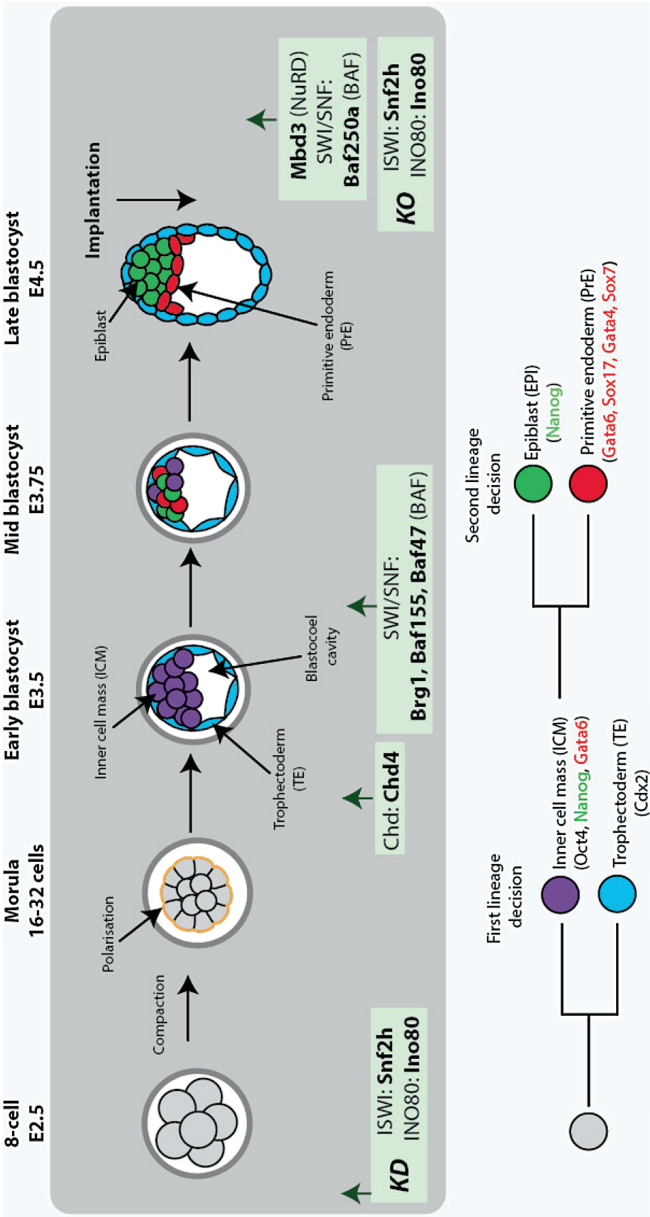 8-cell
E2.5
Morula
16-32 cells
Early blastocyst
E3.5
Mid blastocyst
E3.75
Late blastocyst
E4.5
Compaction
Polarisation
Inner cell mass (ICM)
Trophectoderm
(TE)
Blastocoel
cavity
Epiblast
Primitive endoderm
(PrE)
Implantation
KD
ISWI: Snf2h
INO80: Ino80
Chd: Chd4
SWI/SNF:
Brg1, Baf155, Baf47 (BAF)
Mbd3 (NuRD)
SWI/SNF:
Baf250a (BAF)
KO
ISWI: Snf2h
INO80: Ino80
First lineage
decision
Inner cell mass (ICM)
(Oct4, Nanog, Gata6)
Trophectoderm (TE)
(Cdx2)
Second lineage
decision
Epiblast (EPI)
(Nanog)
Primitive endoderm (PrE)
(Gata6, Sox17, Gata4, Sox7)